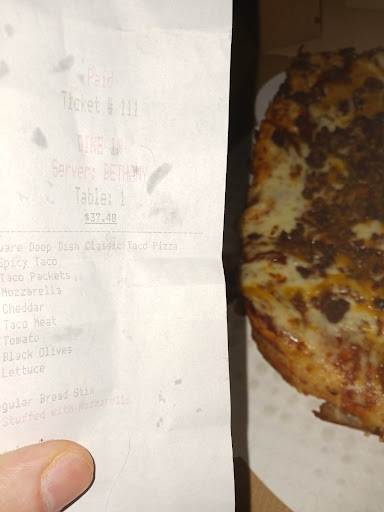 Paid
Ticket # 111
DINE IN
Server: BETHANY
Table: 1
$37.48
uare Deep Dish Classic Taco Pizza
Spicy Taco
Taco Packets
Mozzarella
Cheddar
Taco Meat
Tomato
Black Olives
Lettuce
gular Bread Stix
Stuffed with Mozzarella